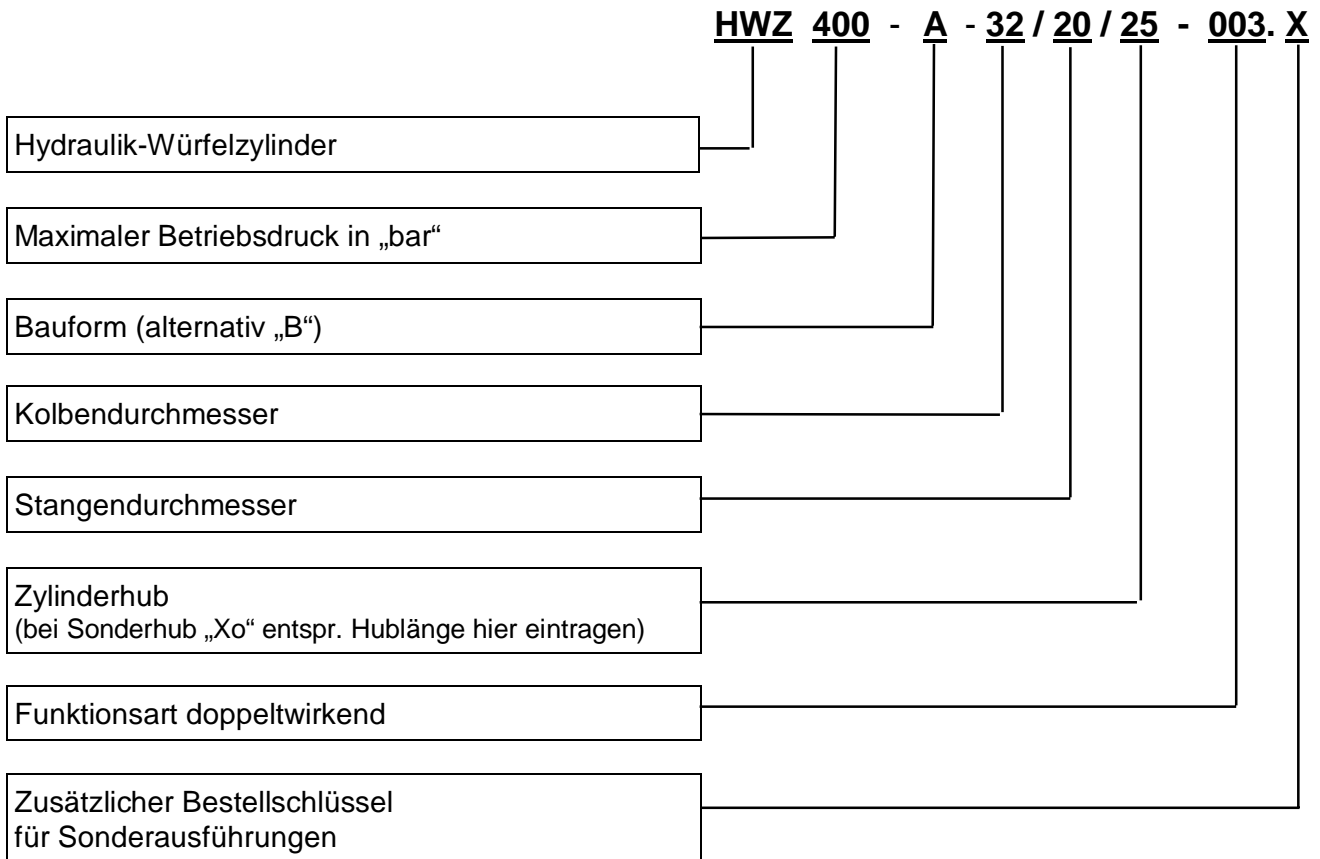 HWZ 400 - A - 32 / 20 / 25 - 003. X
Hydraulik-Würfelzylinder
Maximaler Betriebsdruck in „bar“
Bauform (alternativ „B“)
Kolbendurchmesser
Stangendurchmesser
Zylinderhub
(bei Sonderhub „Xo“ entspr. Hublänge hier eintragen)
Funktionsart doppeltwirkend
Zusätzlicher Bestellschlüssel
für Sonderausführungen